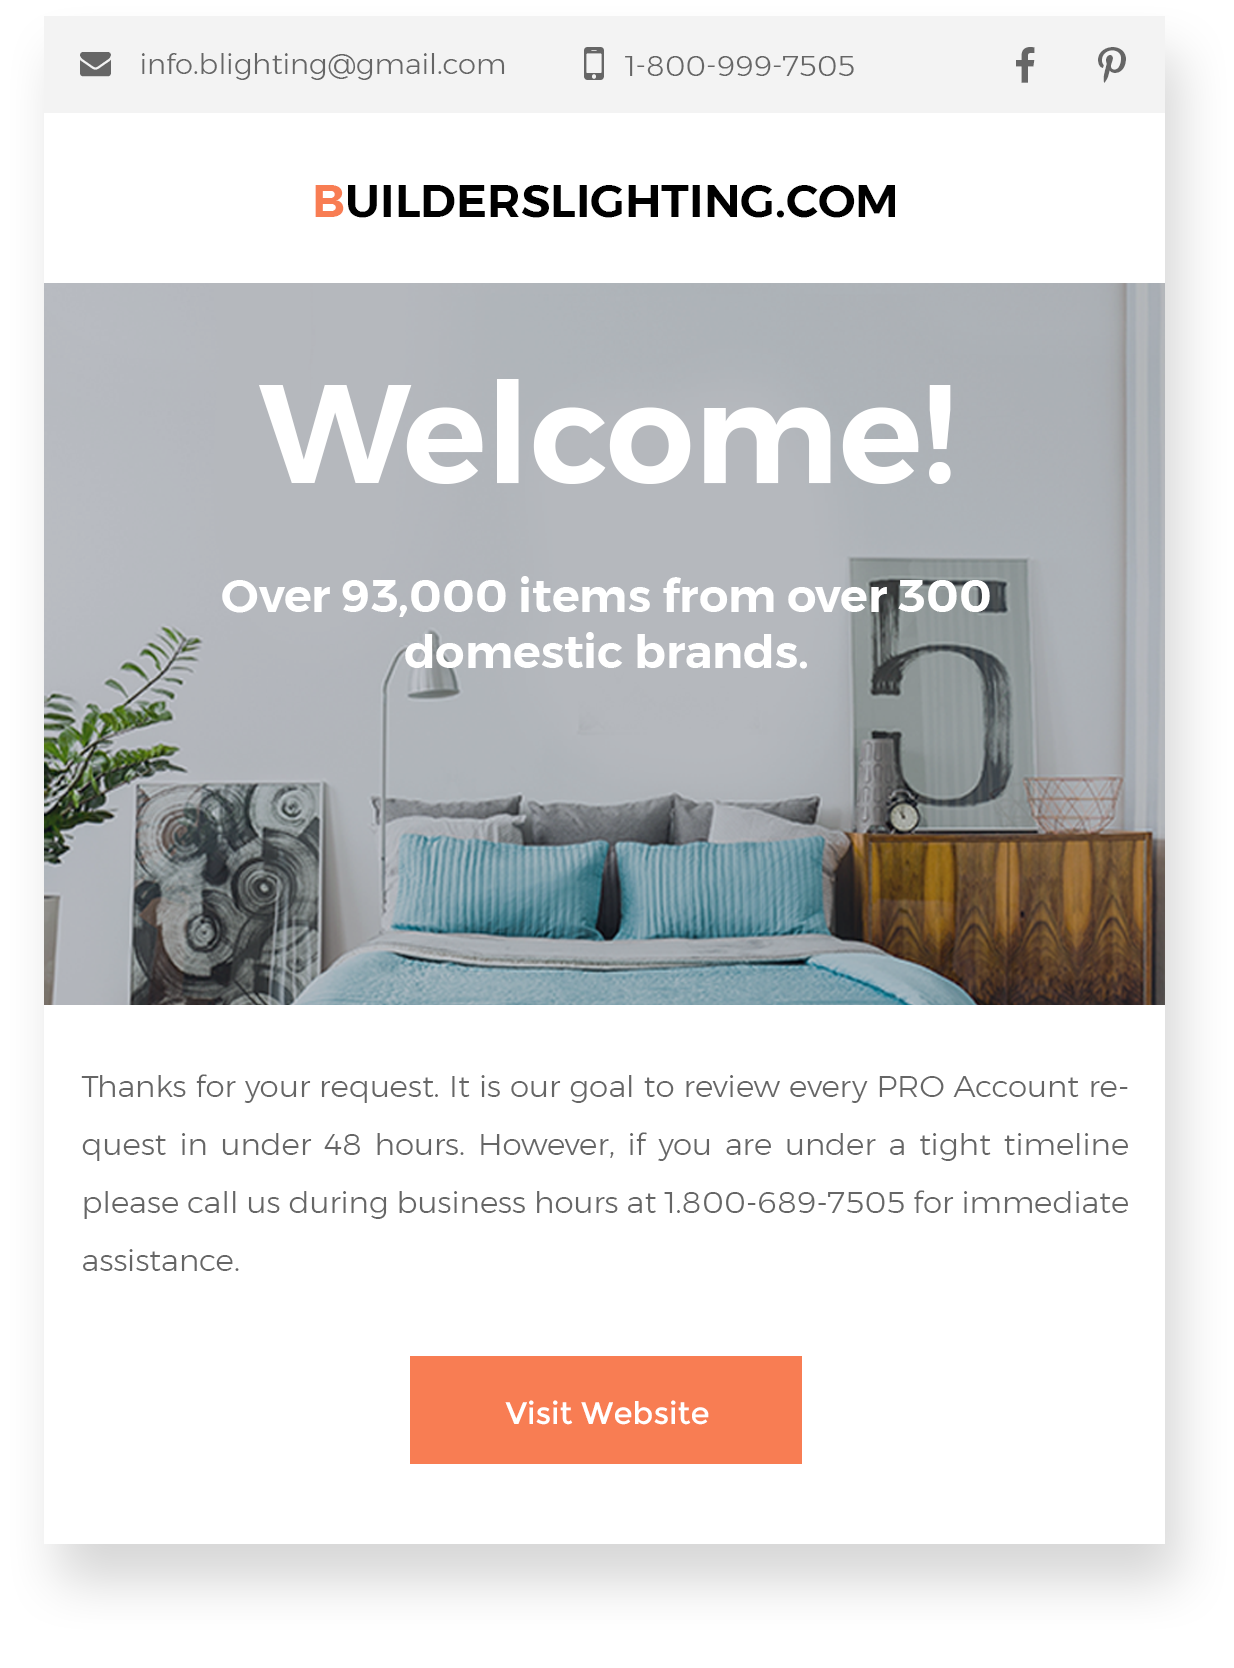 info.blighting@gmail.com
1-800-999-7505
BUILDERSLIGHTING.COM
Welcome!
Over 93,000 items from over 300
domestic brands.
5
Thanks for your request. It is our goal to review every PRO Account re-
quest in under 48 hours. However, if you are under a tight timeline
please call us during business hours at 1.800-689-7505 for immediate
assistance.
Visit Website